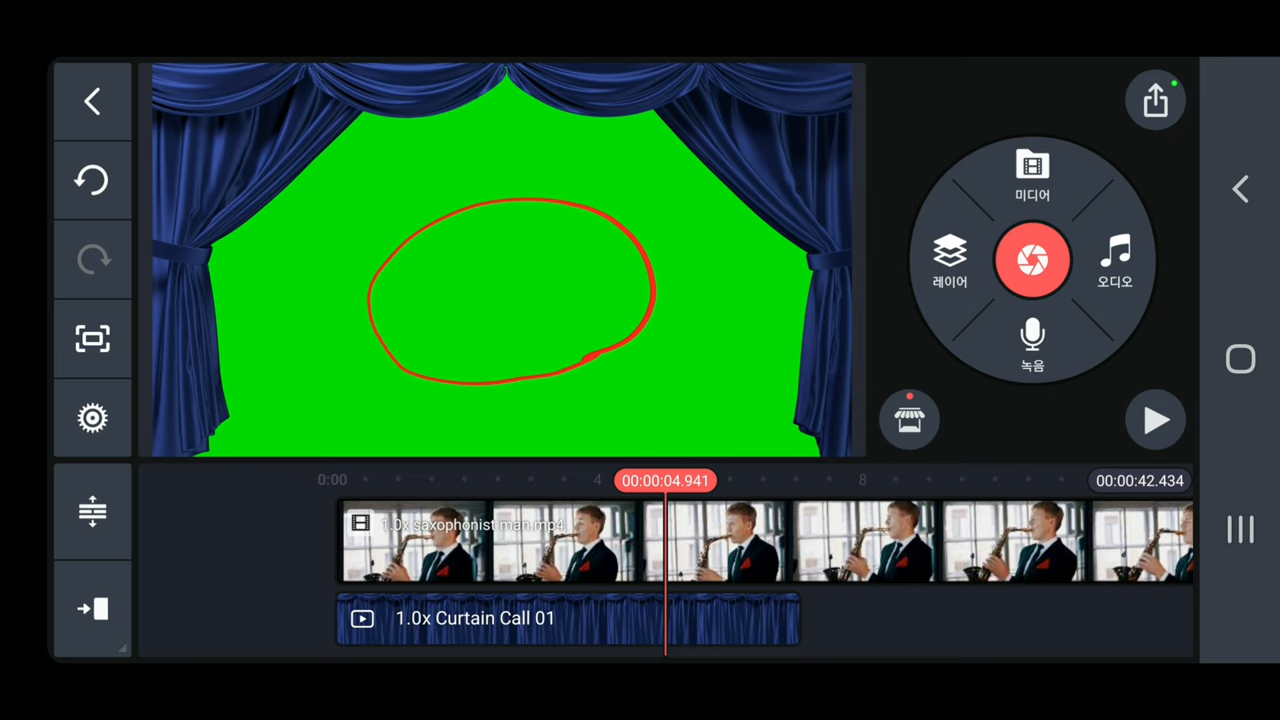 미디어
레이어
오디오
녹음
0:00
4
00:00:04.941
8
00:00:42.434
1.0x saxophonist man.mp4
1.0x Curtain Call 01